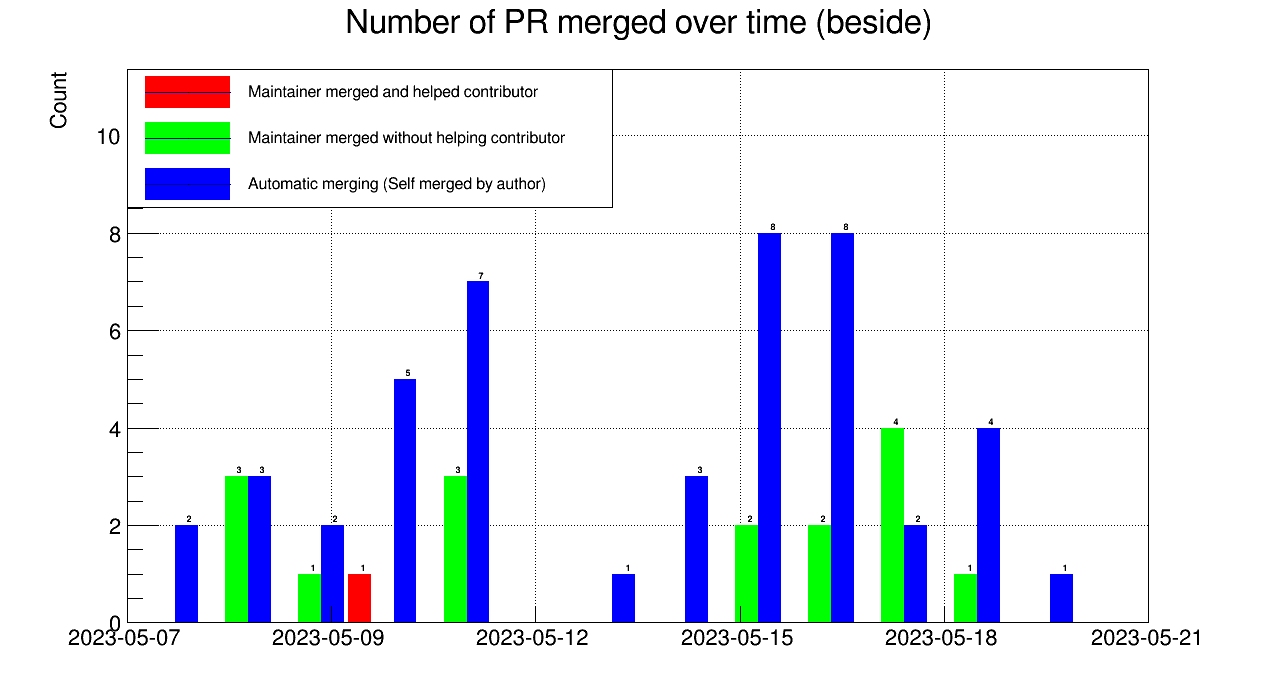 Number of PR merged over time (beside)
Count
Maintainer merged and helped contributor
Maintainer merged without helping contributor
Automatic merging (Self merged by author)
10
8
6
4
2
0
2 3 3 1 2 1 5 3 7 1 3 2 8 2 8 4 2 1 4 1
2023-05-07 2023-05-09 2023-05-12 2023-05-15 2023-05-18 2023-05-21